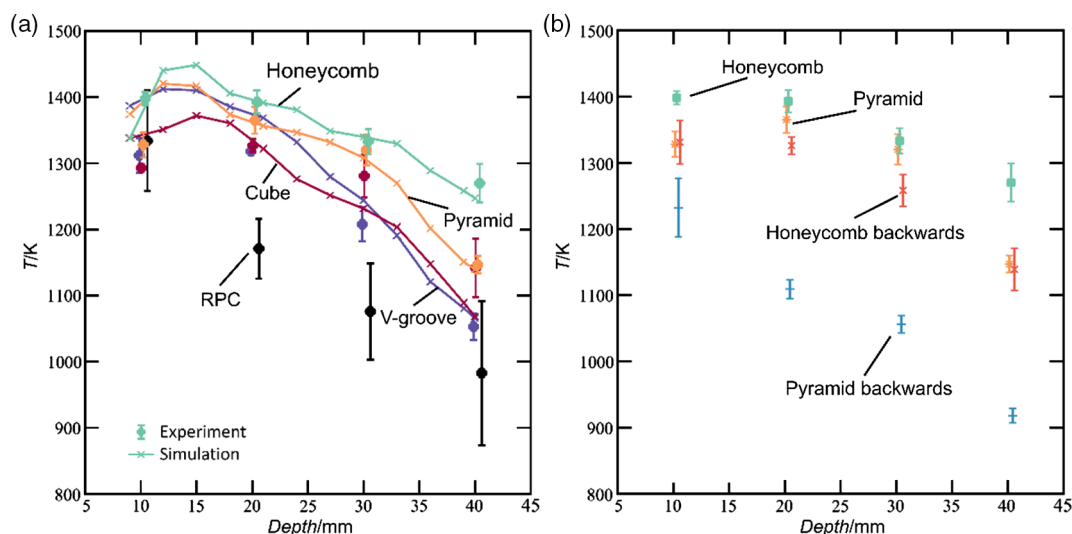 (a)
T/K
1500
1400
1300
1200
1100
1000
900
800
5
10
15
20
25
30
35
40
45
Depth/mm
Honeycomb
Cube
Pyramid
RPC
V-groove
Experiment
Simulation
(b)
T/K
1500
1400
1300
1200
1100
1000
900
800
5
10
15
20
25
30
35
40
45
Depth/mm
Honeycomb
Pyramid
Honeycomb backwards
Pyramid backwards